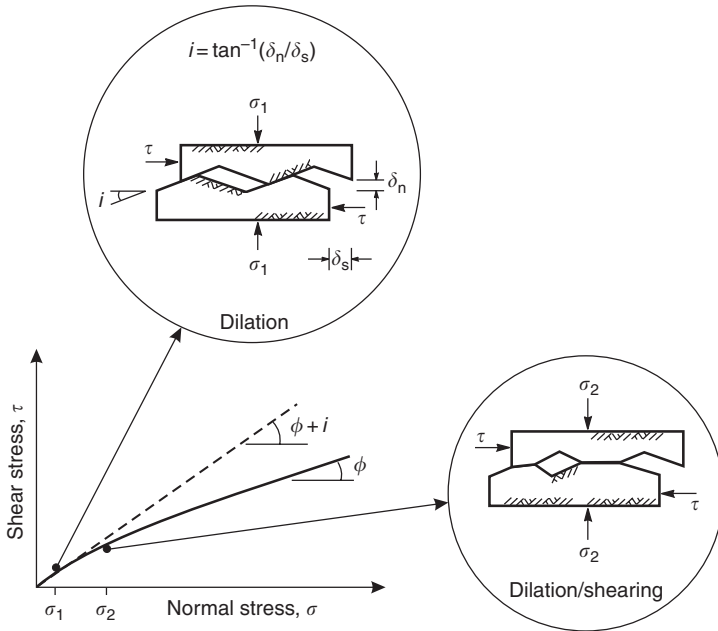 i = tan⁻¹(δn/δs)
σ1
τ
δn
i
τ
σ1
δs
Dilation
Shear stress, τ
ϕ + i
ϕ
σ1
σ2
Normal stress, σ
σ2
τ
τ
σ2
Dilation/shearing